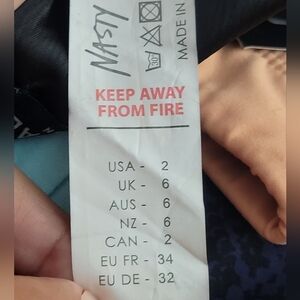 NASTY
30
MADE IN
KEEP AWAY
FROM FIRE
USA - 2
UK - 6
AUS - 6
NZ - 6
CAN - 2
EU FR - 34
EU DE - 32